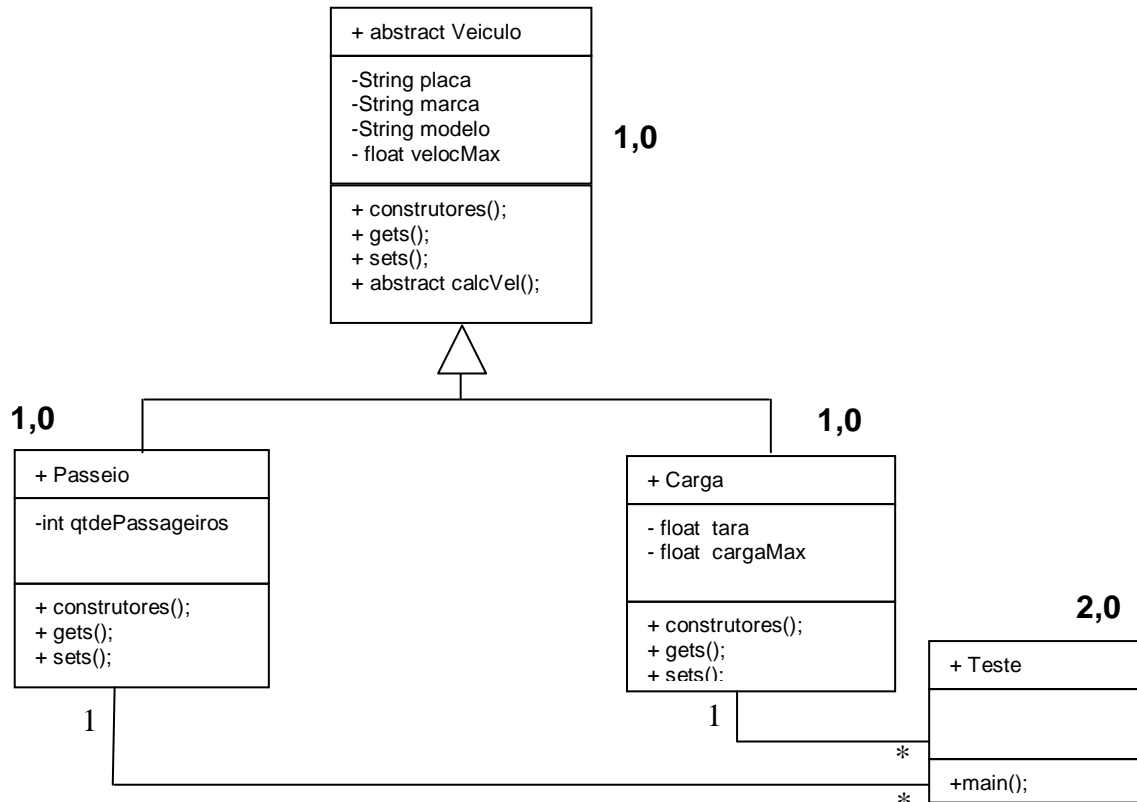 + abstract Veiculo
-String placa
-String marca
-String modelo
- float velocMax
1,0
+ construtores();
+ gets();
+ sets();
+ abstract calcVel();
1,0
+ Passeio
-int qtdePassageiros
+ construtores();
+ gets();
+ sets();
1
1,0
+ Carga
- float  tara
- float  cargaMax
+ construtores();
+ gets();
+ sets();
1
2,0
+ Teste
+main();
*
*